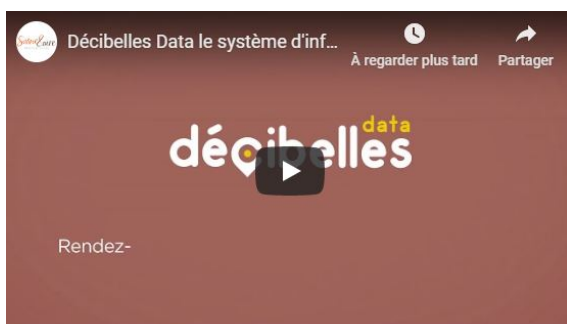 Décibelles Data le système d'inf...
À regarder plus tard
Partager
data
décibelles
Rendez-